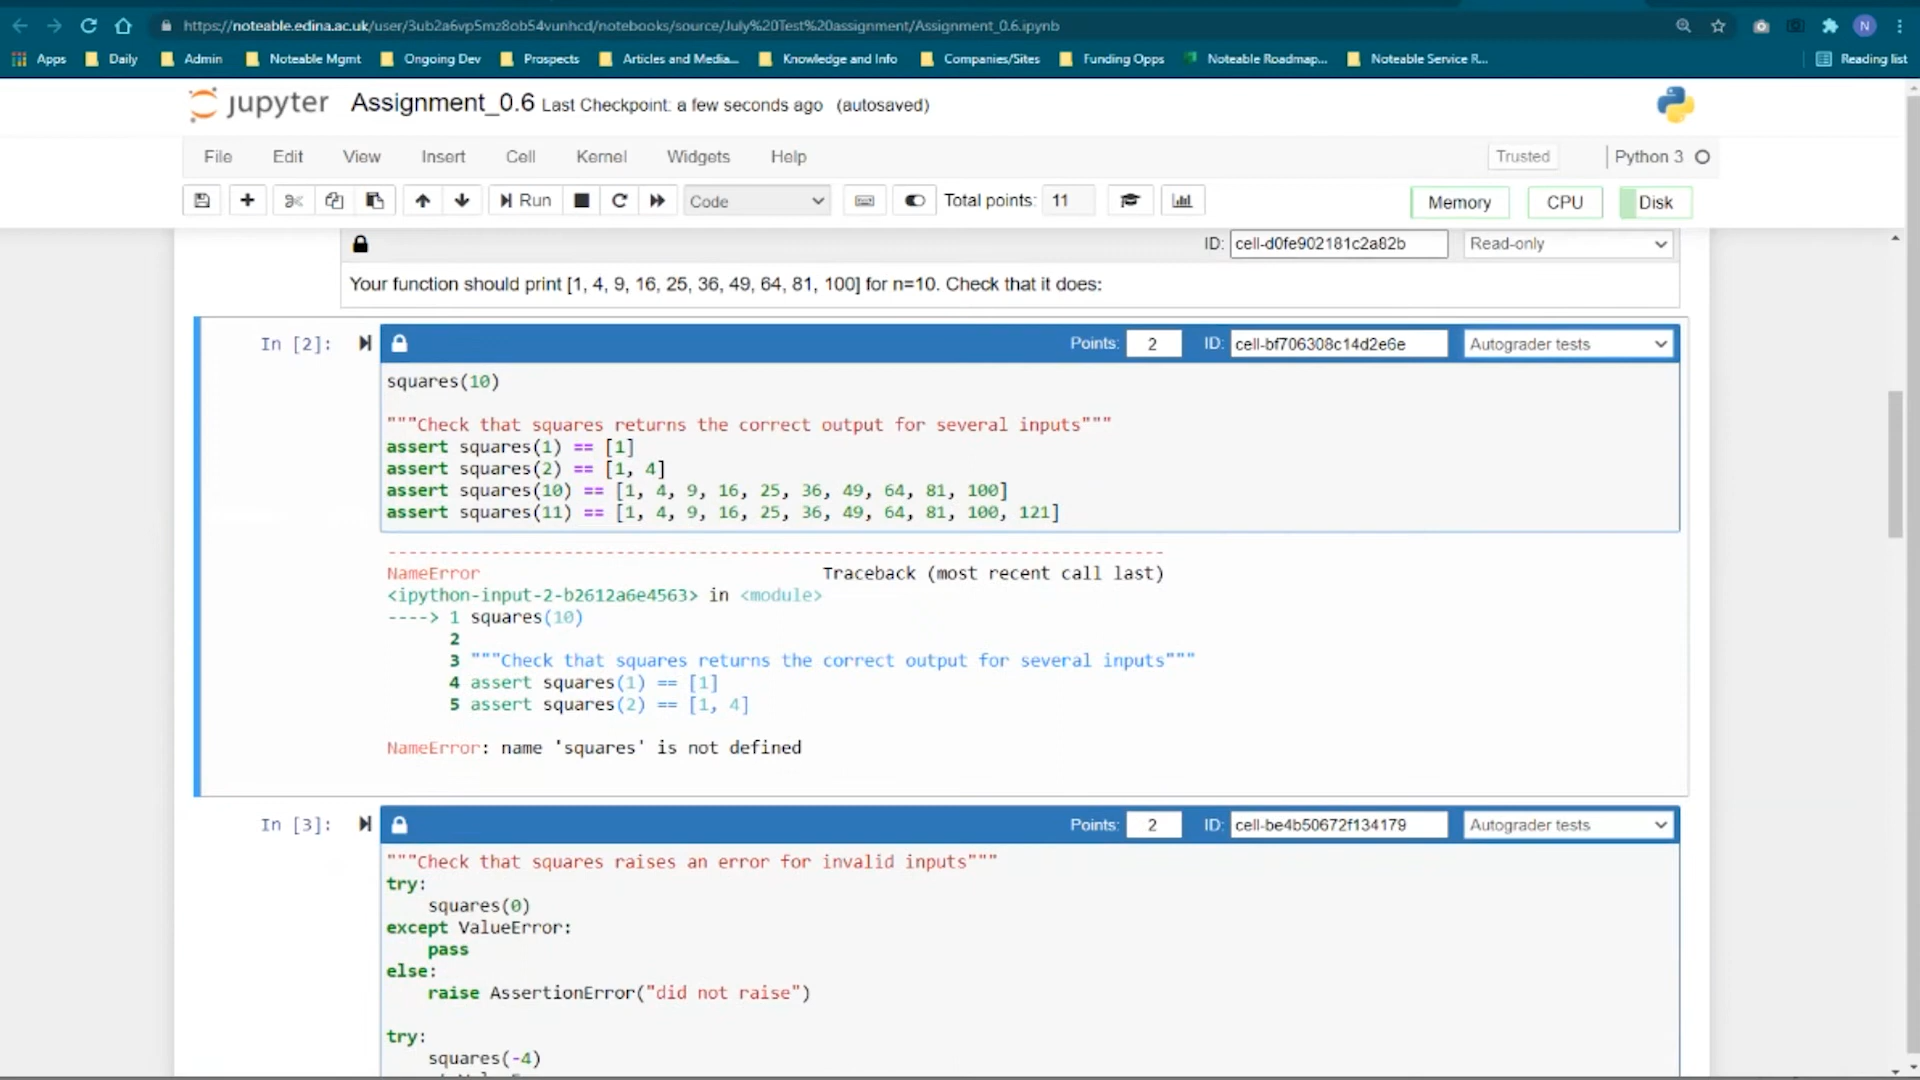 https://noteable.edina.ac.uk/user/3ub2a6vp5mz8ob54vunhcd/notebooks/source/July%20Test%20assignment/Assignment_0.6.ipynb
N
Apps Daily Admin Noteable Mgmt Ongoing Dev Prospects Articles and Media... Knowledge and Info Companies/Sites Funding Opps Noteable Roadmap... Noteable Service R... Reading list
jupyter Assignment_0.6 Last Checkpoint: a few seconds ago (autosaved)
File Edit View Insert Cell Kernel Widgets Help Trusted Python 3
Run Code Total points: 11 Memory CPU Disk
ID: cell-d0fe902181c2a82b Read-only
Your function should print [1, 4, 9, 16, 25, 36, 49, 64, 81, 100] for n=10. Check that it does:
In [2]: Points: 2 ID: cell-bf706308c14d2e6e Autograder tests
squares(10)
"""Check that squares returns the correct output for several inputs"""
assert squares(1) == [1]
assert squares(2) == [1, 4]
assert squares(10) == [1, 4, 9, 16, 25, 36, 49, 64, 81, 100]
assert squares(11) == [1, 4, 9, 16, 25, 36, 49, 64, 81, 100, 121]
---------------------------------------------------------------------------
NameError Traceback (most recent call last)
<ipython-input-2-b2612a6e4563> in <module>
----> 1 squares(10)
2
3 """Check that squares returns the correct output for several inputs"""
4 assert squares(1) == [1]
5 assert squares(2) == [1, 4]
NameError: name 'squares' is not defined
In [3]: Points: 2 ID: cell-be4b50672f134179 Autograder tests
"""Check that squares raises an error for invalid inputs"""
try:
squares(0)
except ValueError:
pass
else:
raise AssertionError("did not raise")
try:
squares(-4)